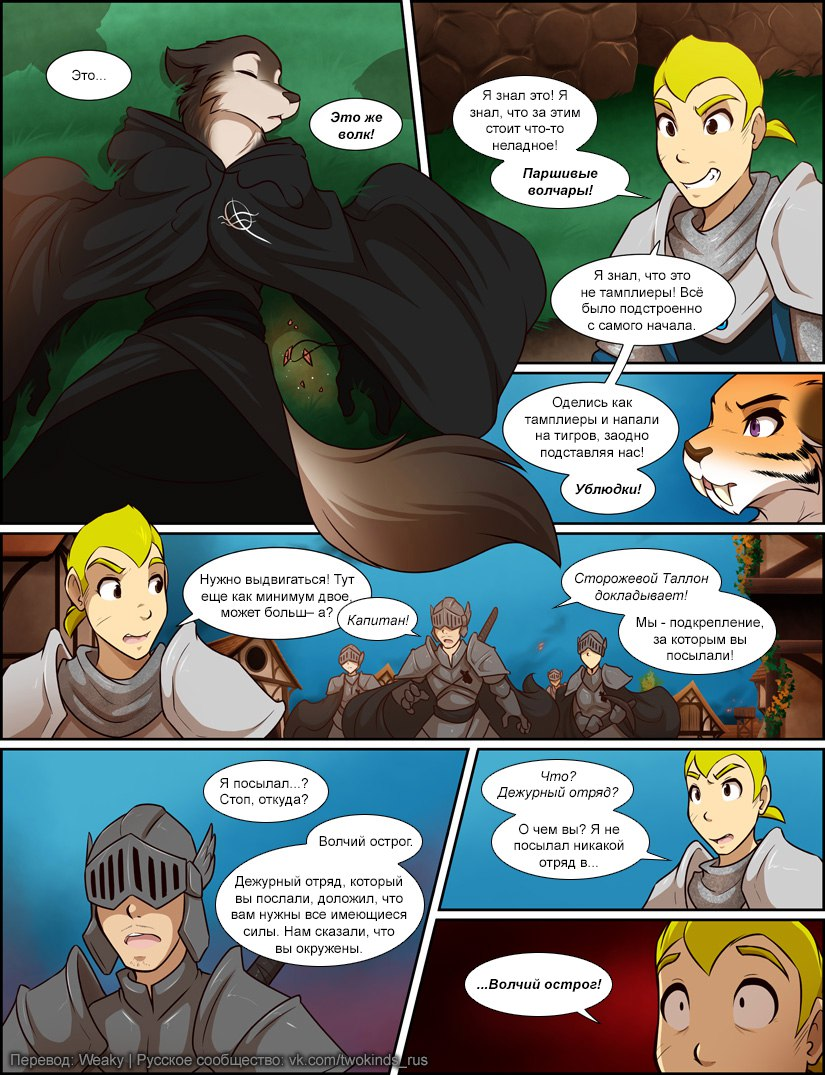 Это...
Это же
волк!
Я знал это! Я
знал, что за этим
стоит что-то
неладное!
Паршивые
волчары!
Я знал, что это
не тамплиеры! Всё
было подстроенно
с самого начала.
Оделись как
тамплиеры и напали
на тигров, заодно
подставляя нас!
Ублюдки!
Нужно выдвигаться! Тут
еще как минимум двое,
может больш– а?
Капитан!
Сторожевой Таллон
докладывает!
Мы - подкрепление,
за которым вы
посылали!
Я посылал...?
Стоп, откуда?
Волчий острог.
Дежурный отряд, который
вы послали, доложил, что
вам нужны все имеющиеся
силы. Нам сказали, что
вы окружены.
Что?
Дежурный отряд?
О чем вы? Я не
посылал никакой
отряд в...
...Волчий острог!
Перевод: Weaky | Русское сообщество: vk.com/twokinds_rus